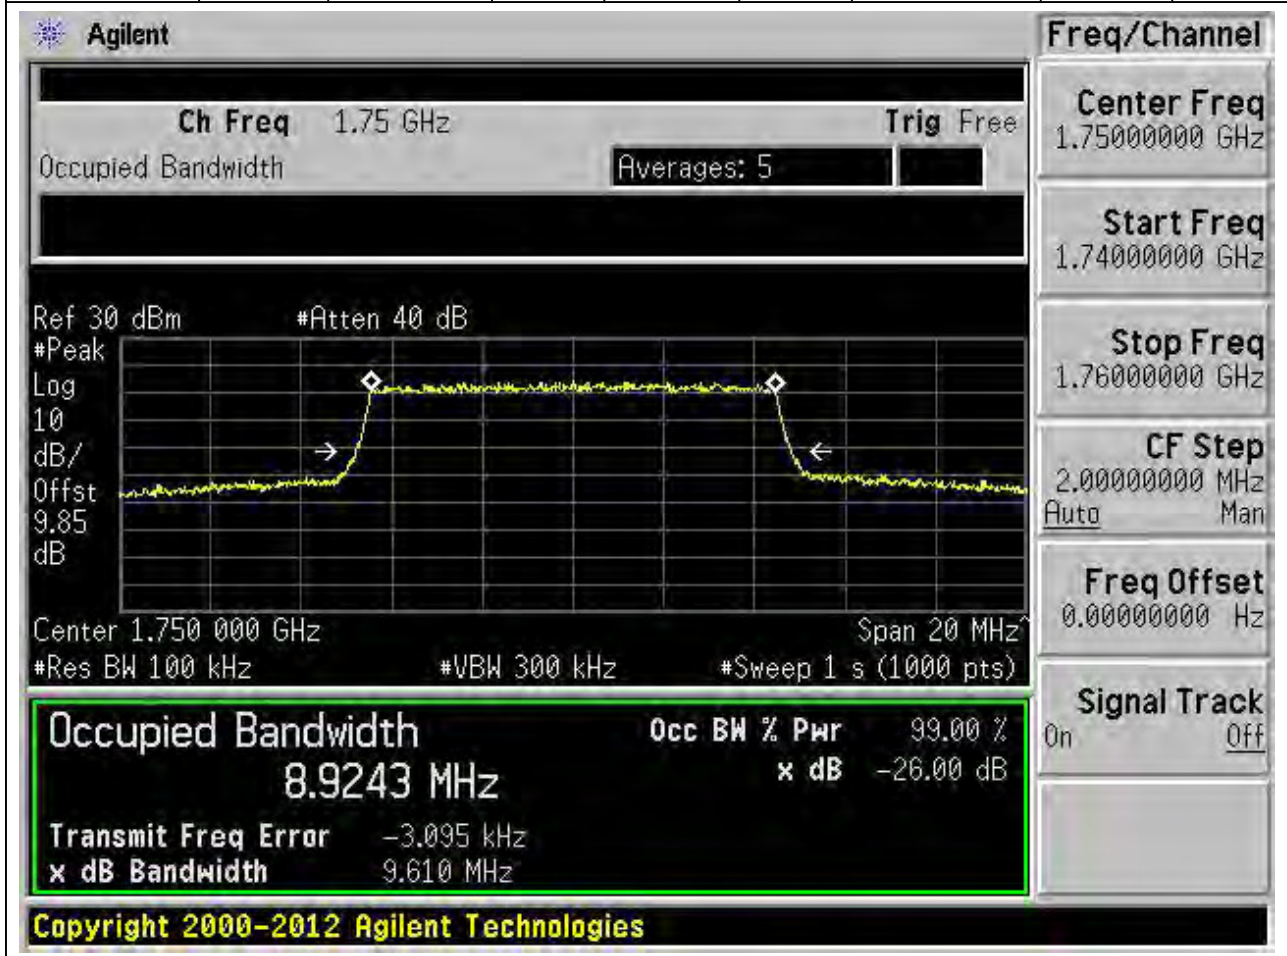 Agilent
Freq/Channel
Ch Freq 1.75 GHz Trig Free
Occupied Bandwidth Averages: 5
Center Freq
1.75000000 GHz
Start Freq
1.74000000 GHz
Stop Freq
1.76000000 GHz
CF Step
2.00000000 MHz
Auto Man
Freq Offset
0.00000000 Hz
Signal Track
On Off
Ref 30 dBm #Atten 40 dB
#Peak
Log
10
dB/
Offst
9.85
dB
Center 1.750 000 GHz Span 20 MHz^
#Res BW 100 kHz #VBW 300 kHz #Sweep 1 s (1000 pts)
Occupied Bandwidth Occ BW % Pwr 99.00 %
8.9243 MHz x dB -26.00 dB
Transmit Freq Error -3.095 kHz
x dB Bandwidth 9.610 MHz
Copyright 2000-2012 Agilent Technologies